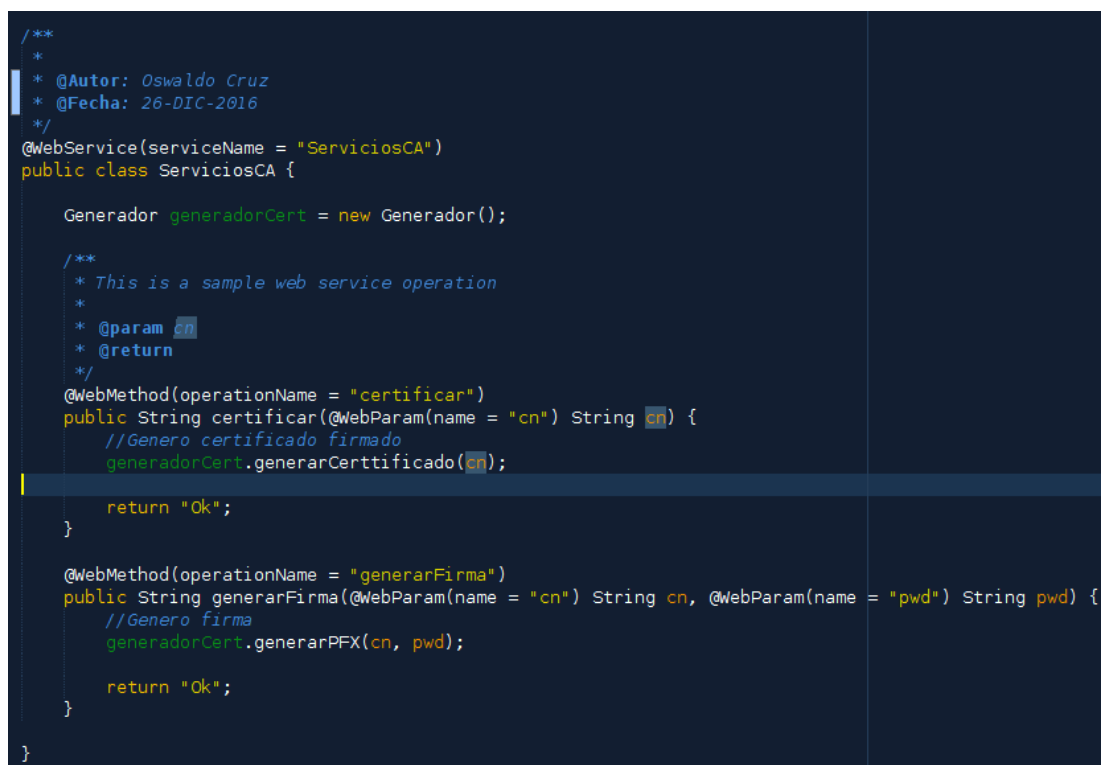 /**
 *
 * @Autor: Oswaldo Cruz
 * @Fecha: 26-DIC-2016
 */
@WebService(serviceName = "ServiciosCA")
public class ServiciosCA {
    Generador generadorCert = new Generador();
    /**
     * This is a sample web service operation
     *
     * @param cn
     * @return
     */
    @WebMethod(operationName = "certificar")
    public String certificar(@WebParam(name = "cn") String cn) {
        //Genero certificado firmado
        generadorCert.generarCerttificado(cn);
        return "Ok";
    }
    @WebMethod(operationName = "generarFirma")
    public String generarFirma(@WebParam(name = "cn") String cn, @WebParam(name = "pwd") String pwd) {
        //Genero firma
        generadorCert.generarPFX(cn, pwd);
        return "Ok";
    }
}